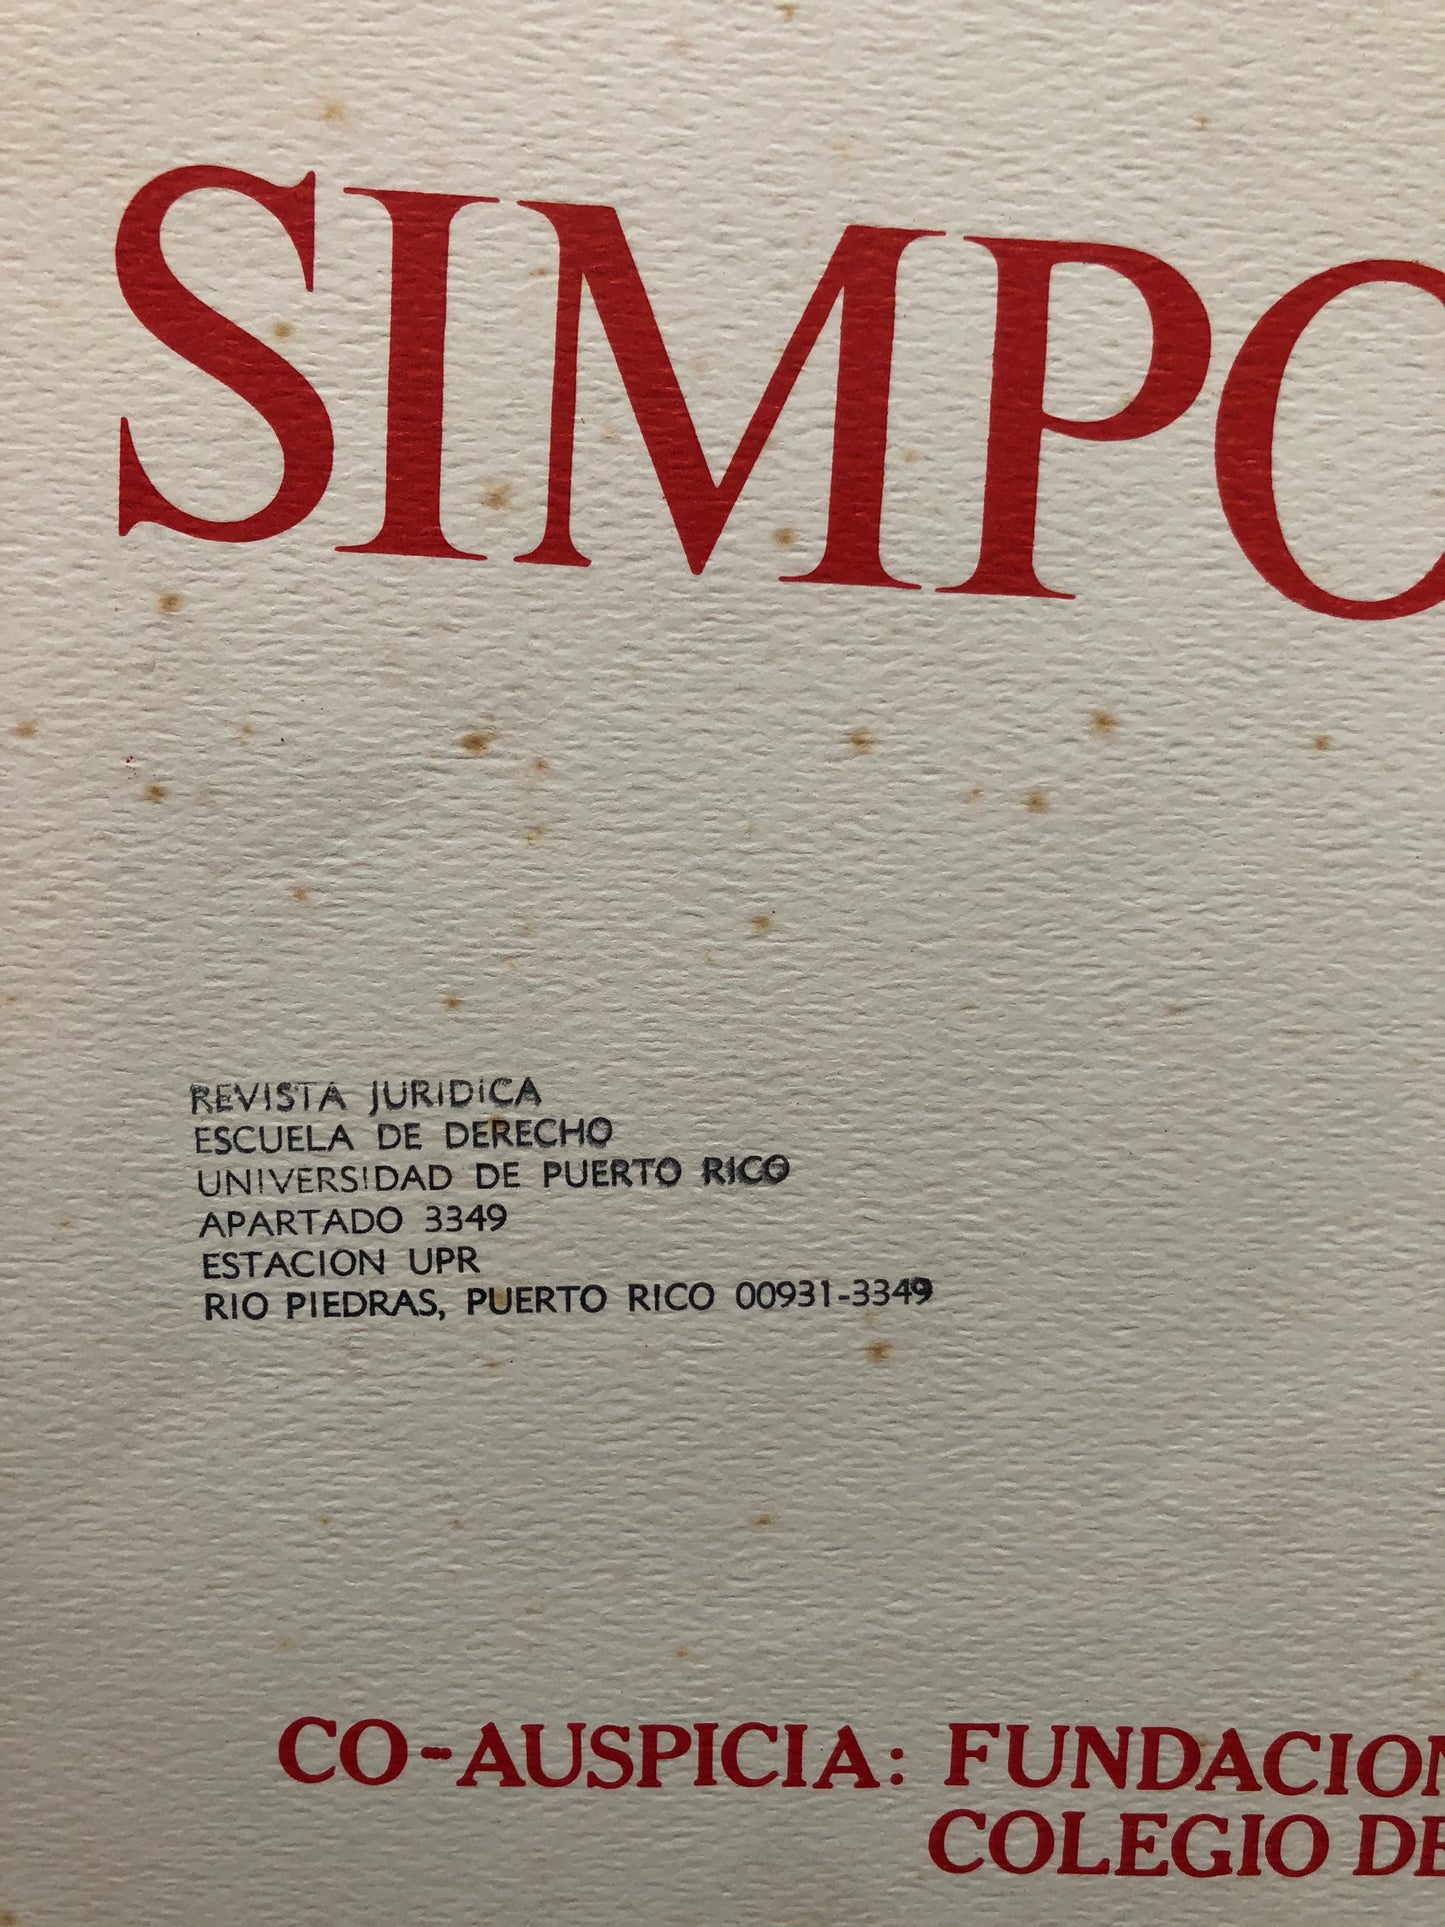 SIMPO
REVISTA JURIDICA
ESCUELA DE DERECHO
UNIVERSIDAD DE PUERTO RICO
APARTADO 3349
ESTACION UPR
RIO PIEDRAS, PUERTO RICO 00931-3349
CO-AUSPICIA: FUNDACION
COLEGIO DE